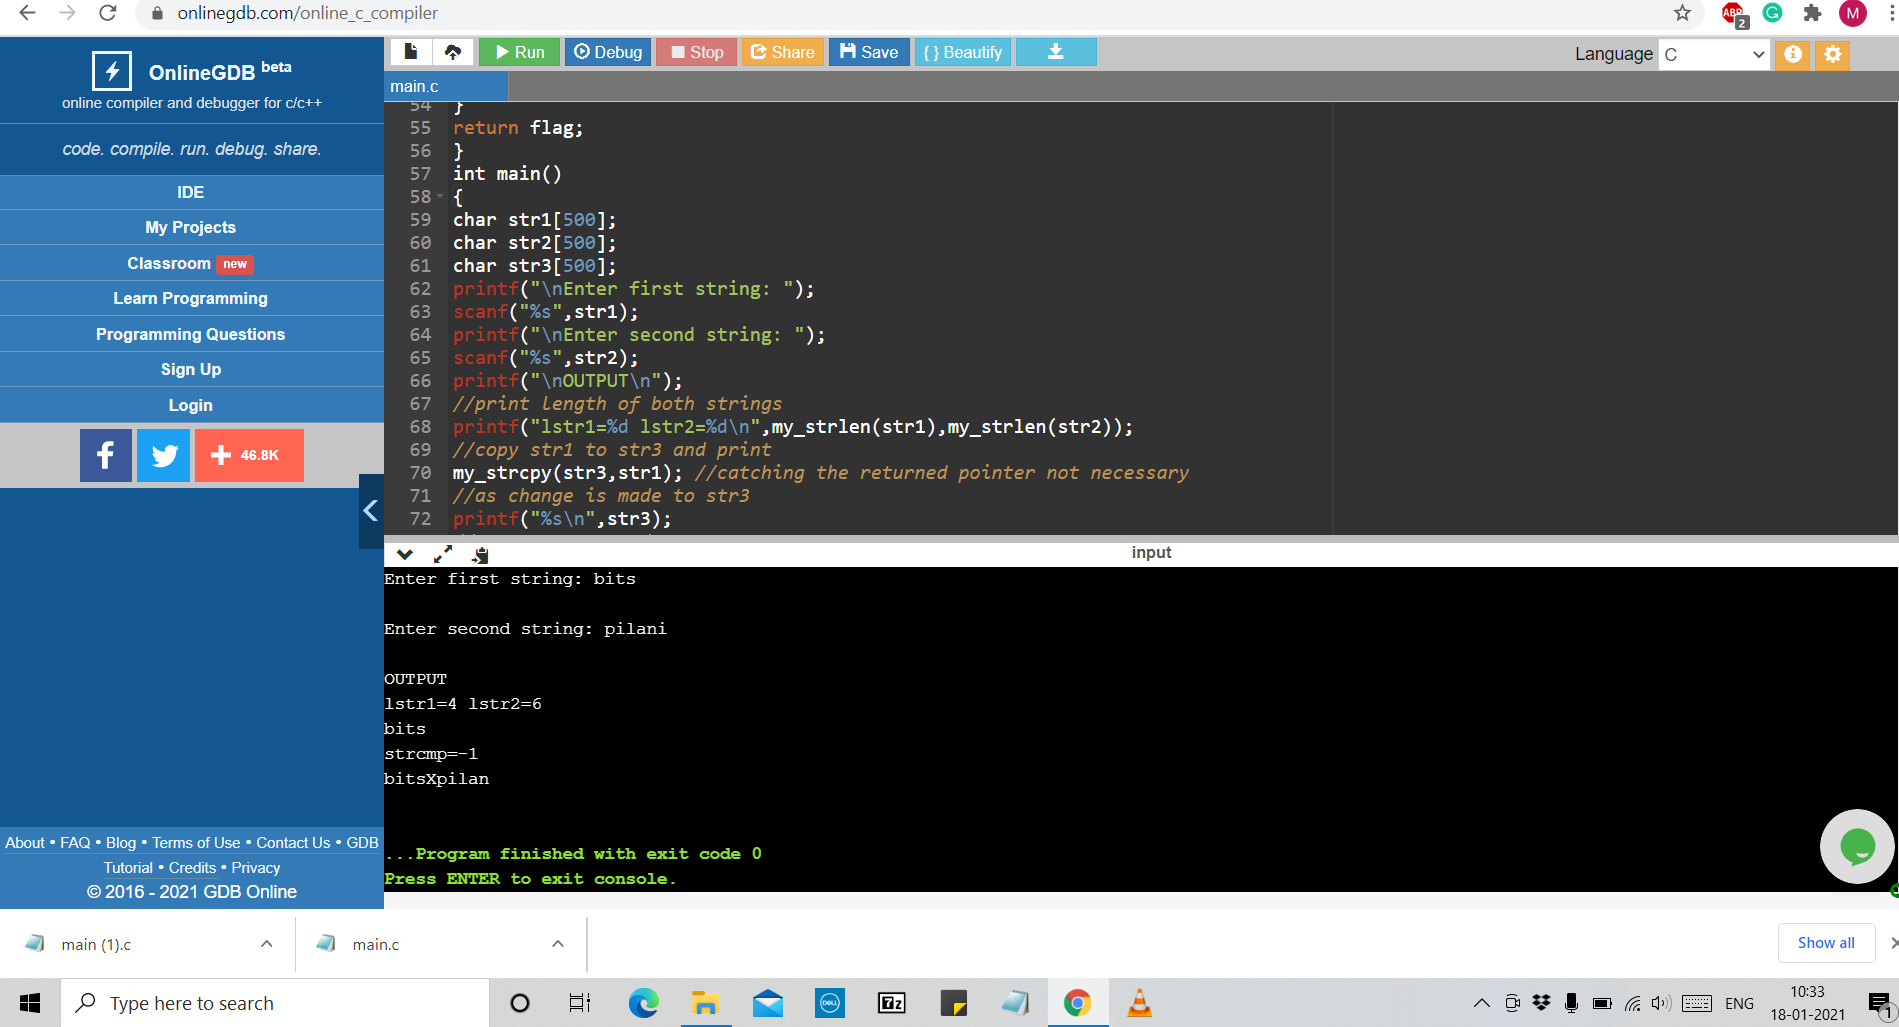 onlinegdb.com/online_c_compiler
ABP
2
G
M
OnlineGDB beta
online compiler and debugger for c/c++
code. compile. run. debug. share.
IDE
My Projects
Classroom new
Learn Programming
Programming Questions
Sign Up
Login
f
46.8K
About • FAQ • Blog • Terms of Use • Contact Us • GDB
Tutorial • Credits • Privacy
© 2016 - 2021 GDB Online
Run
Debug
Stop
Share
Save
{ } Beautify
Language C
main.c
54 }
55 return flag;
56 }
57 int main()
58 {
59 char str1[500];
60 char str2[500];
61 char str3[500];
62 printf("\nEnter first string: ");
63 scanf("%s",str1);
64 printf("\nEnter second string: ");
65 scanf("%s",str2);
66 printf("\nOUTPUT\n");
67 //print length of both strings
68 printf("lstr1=%d lstr2=%d\n",my_strlen(str1),my_strlen(str2));
69 //copy str1 to str3 and print
70 my_strcpy(str3,str1); //catching the returned pointer not necessary
71 //as change is made to str3
72 printf("%s\n",str3);
input
Enter first string: bits
Enter second string: pilani
OUTPUT
lstr1=4 lstr2=6
bits
strcmp=-1
bitsXpilan
...Program finished with exit code 0
Press ENTER to exit console.
main (1).c
main.c
Show all
Type here to search
DELL
7z
ENG
10:33
18-01-2021
1